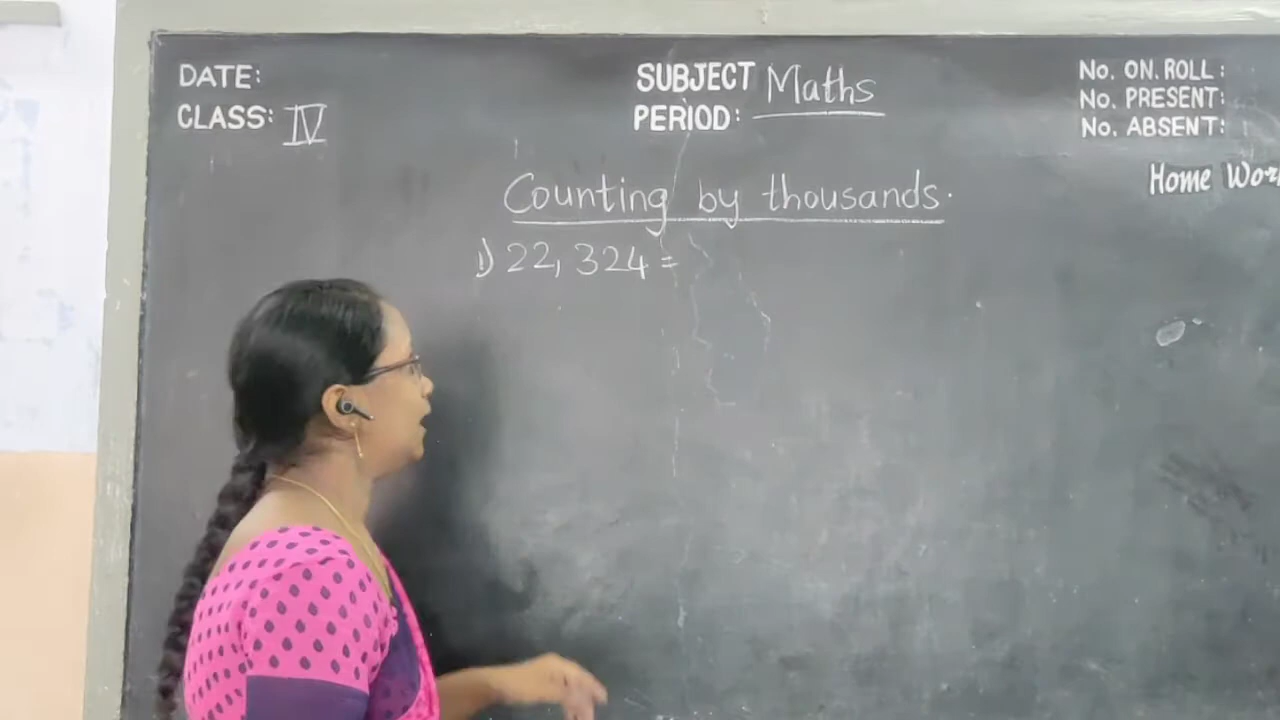 DATE:
CLASS: IV
SUBJECT Maths
PERIOD:
No. ON. ROLL:
No. PRESENT:
No. ABSENT:
Home
Counting by thousands.
1) 22, 324 =